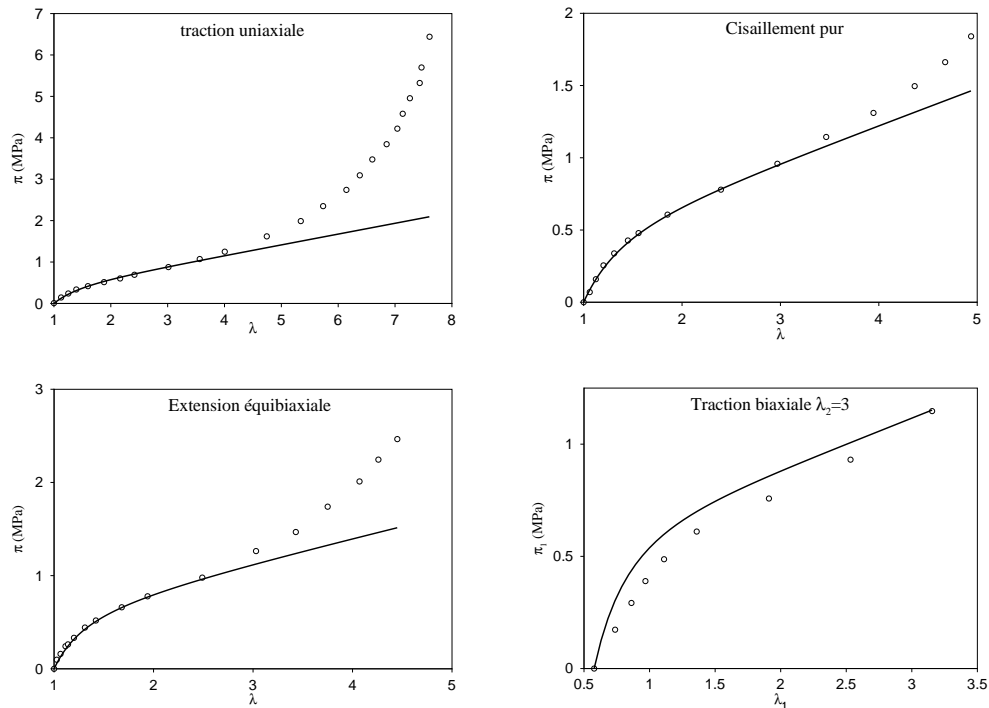 traction uniaxiale
7
6
5
4
3
2
1
0
π (MPa)
1 2 3 4 5 6 7 8
λ
Cisaillement pur
2
1.5
1
0.5
0
π (MPa)
1 2 3 4 5
λ
Extension équibiaxiale
3
2
1
0
π (MPa)
1 2 3 4 5
λ
Traction biaxiale λ₂=3
1
0.5
0
π₁ (MPa)
0.5 1 1.5 2 2.5 3 3.5
λ₁